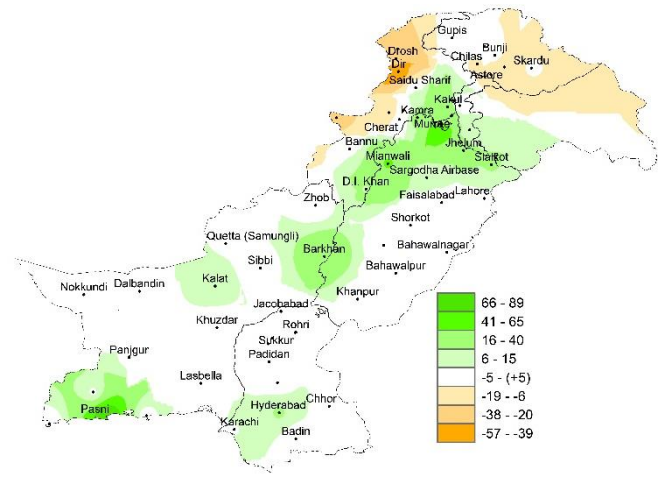 Gupis
Drosh
Bunji
Chilas
Dir
Skardu
Astore
Saidu Sharif
Kakul
Kamra
Murree
Cherat
Bannu
Jhelum
Mianwali
Sialkot
Sargodha Airbase
D.I. Khan
Faisalabad
Lahore
Zhob
Shorkot
Quetta (Samungli)
Barkhan
Bahawalnagar
Sibbi
Bahawalpur
Kalat
Dalbandin
Nokkundi
Khanpur
Jacobabad
Khuzdar
Rohri
Sukkur
Panjgur
Padidan
Lasbella
Pasni
Hyderabad
Chhor
Karachi
Badin
66 - 89
41 - 65
16 - 40
6 - 15
-5 - (+5)
-19 - -6
-38 - -20
-57 - -39